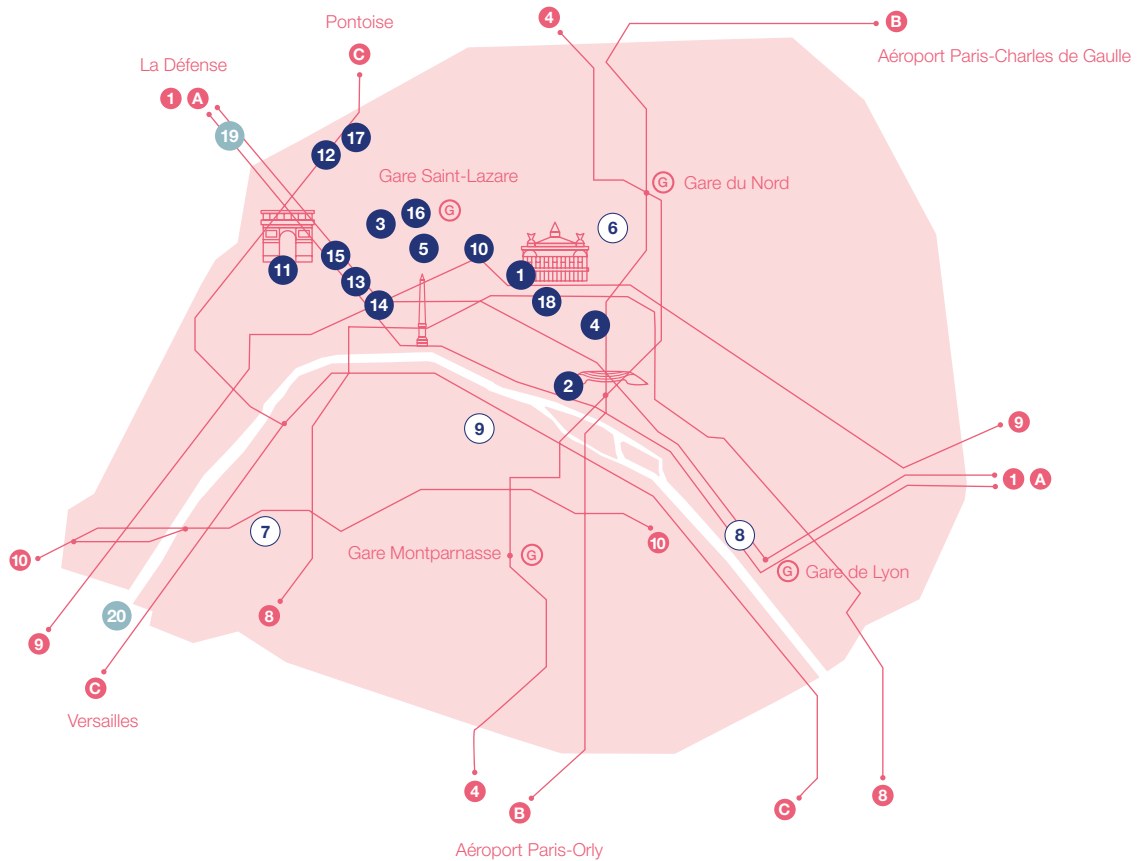 4
B
Pontoise
Aéroport Paris-Charles de Gaulle
C
La Défense
1 A
19
17
12
Gare Saint-Lazare
G Gare du Nord
16 G
3
6
5
10
15
11
1
13
18
14
4
2
9
9
1 A
7
8
10
Gare Montparnasse G
10
G Gare de Lyon
20
8
9
C
Versailles
4
8
B
C
Aéroport Paris-Orly